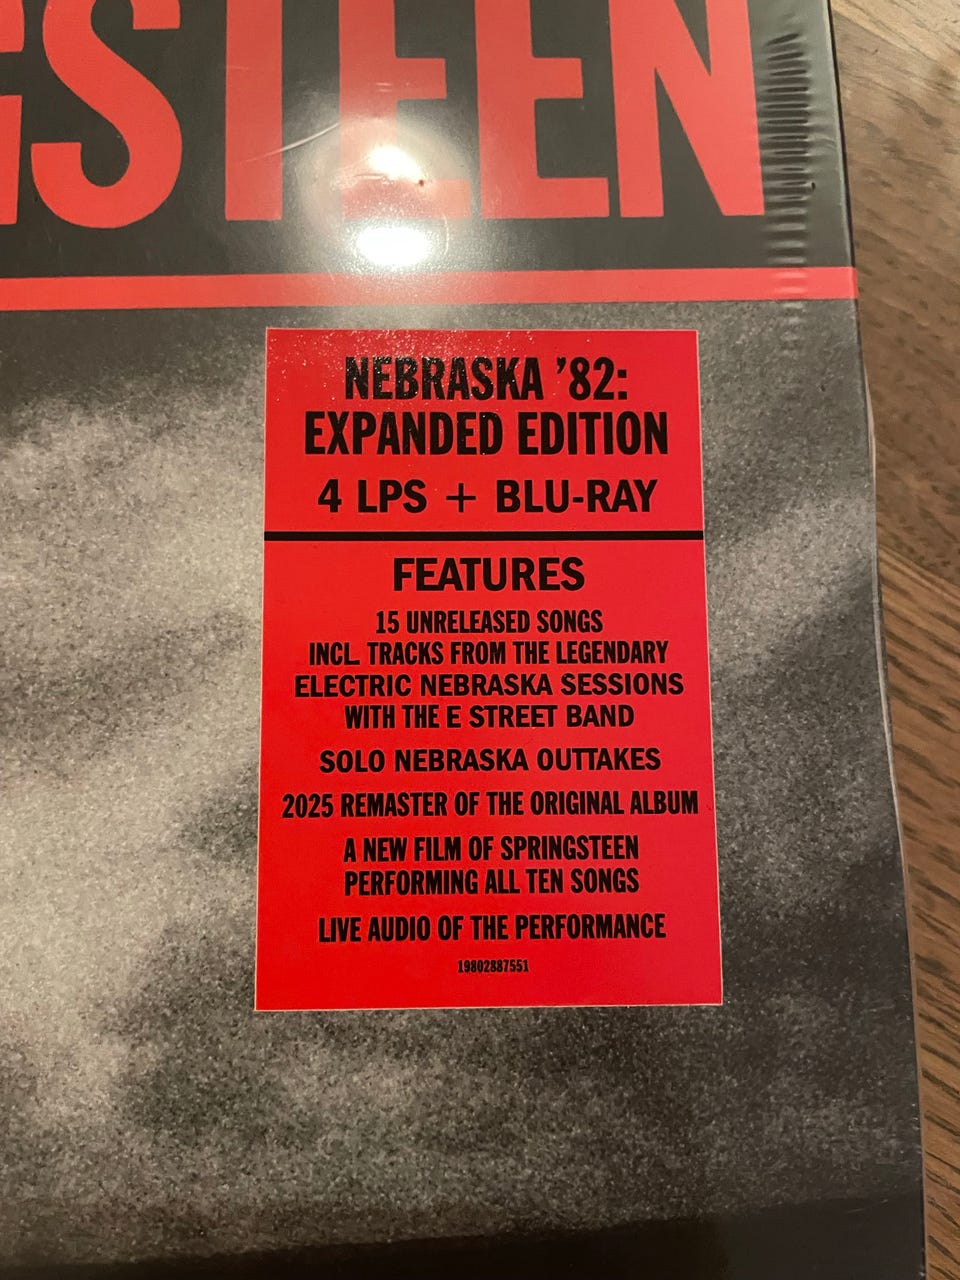 GSTEEN
NEBRASKA '82:
EXPANDED EDITION
4 LPS + BLU-RAY
FEATURES
15 UNRELEASED SONGS
INCL. TRACKS FROM THE LEGENDARY
ELECTRIC NEBRASKA SESSIONS
WITH THE E STREET BAND
SOLO NEBRASKA OUTTAKES
2025 REMASTER OF THE ORIGINAL ALBUM
A NEW FILM OF SPRINGSTEEN
PERFORMING ALL TEN SONGS
LIVE AUDIO OF THE PERFORMANCE
19802887551